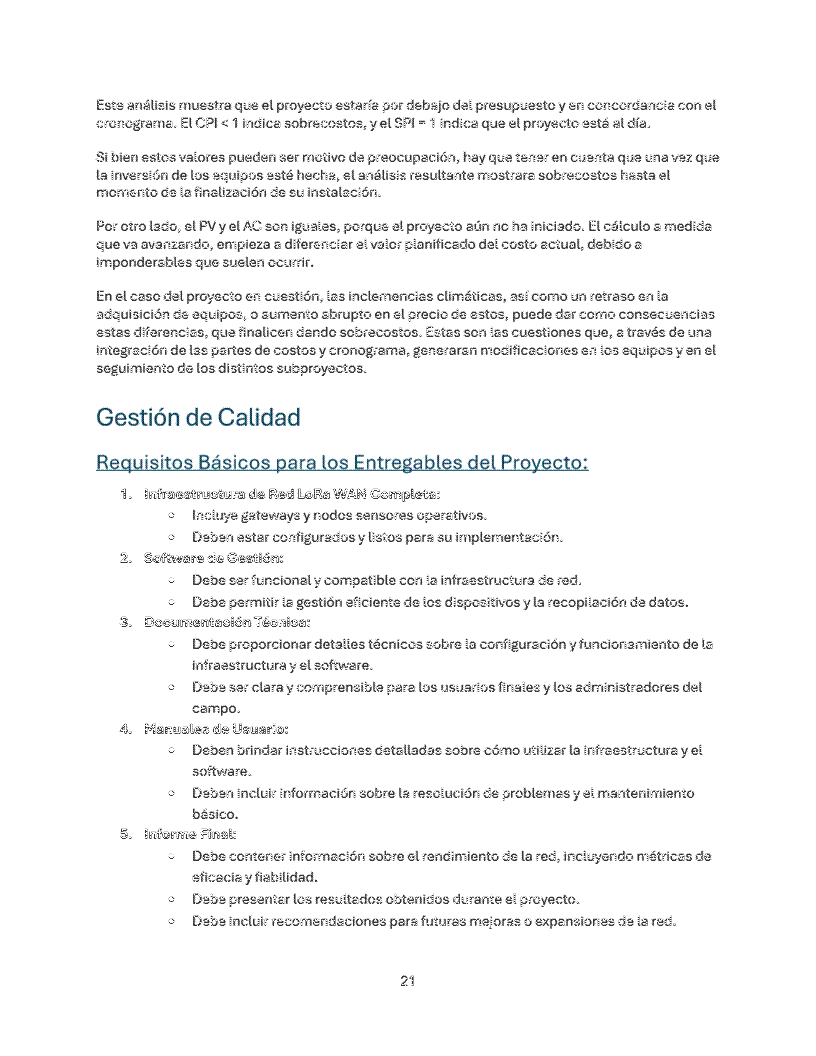 Este análisis muestra que el proyecto estaría por debajo del presupuesto y en concordancia con el
cronograma. El CPI < 1 indica sobrecostos, y el SPI = 1 indica que el proyecto está al día.
Si bien estos valores pueden ser motivo de preocupación, hay que tener en cuenta que una vez que
la inversión de los equipos esté hecha, el análisis resultante mostrara sobrecostos hasta el
momento de la finalización de su instalación.
Por otro lado, el PV y el AC son iguales, porque el proyecto aún no ha iniciado. El cálculo a medida
que va avanzando, empieza a diferenciar el valor planificado del costo actual, debido a
imponderables que suelen ocurrir.
En el caso del proyecto en cuestión, las inclemencias climáticas, así como un retraso en la
adquisición de equipos, o aumento abrupto en el precio de estos, puede dar como consecuencias
estas diferencias, que finalicen dando sobrecostos. Estas son las cuestiones que, a través de una
integración de las partes de costos y cronograma, generaran modificaciones en los equipos y en el
seguimiento de los distintos subproyectos.
Gestión de Calidad
Requisitos Básicos para los Entregables del Proyecto:
1. Infraestructura de Red LoRa WAN Completa:
○ Incluye gateways y nodos sensores operativos.
○ Deben estar configurados y listos para su implementación.
2. Software de Gestión:
○ Debe ser funcional y compatible con la infraestructura de red.
○ Debe permitir la gestión eficiente de los dispositivos y la recopilación de datos.
3. Documentación Técnica:
○ Debe proporcionar detalles técnicos sobre la configuración y funcionamiento de la
infraestructura y el software.
○ Debe ser clara y comprensible para los usuarios finales y los administradores del
campo.
4. Manuales de Usuario:
○ Deben brindar instrucciones detalladas sobre cómo utilizar la infraestructura y el
software.
○ Deben incluir información sobre la resolución de problemas y el mantenimiento
básico.
5. Informe Final:
○ Debe contener información sobre el rendimiento de la red, incluyendo métricas de
eficacia y fiabilidad.
○ Debe presentar los resultados obtenidos durante el proyecto.
○ Debe incluir recomendaciones para futuras mejoras o expansiones de la red.
21